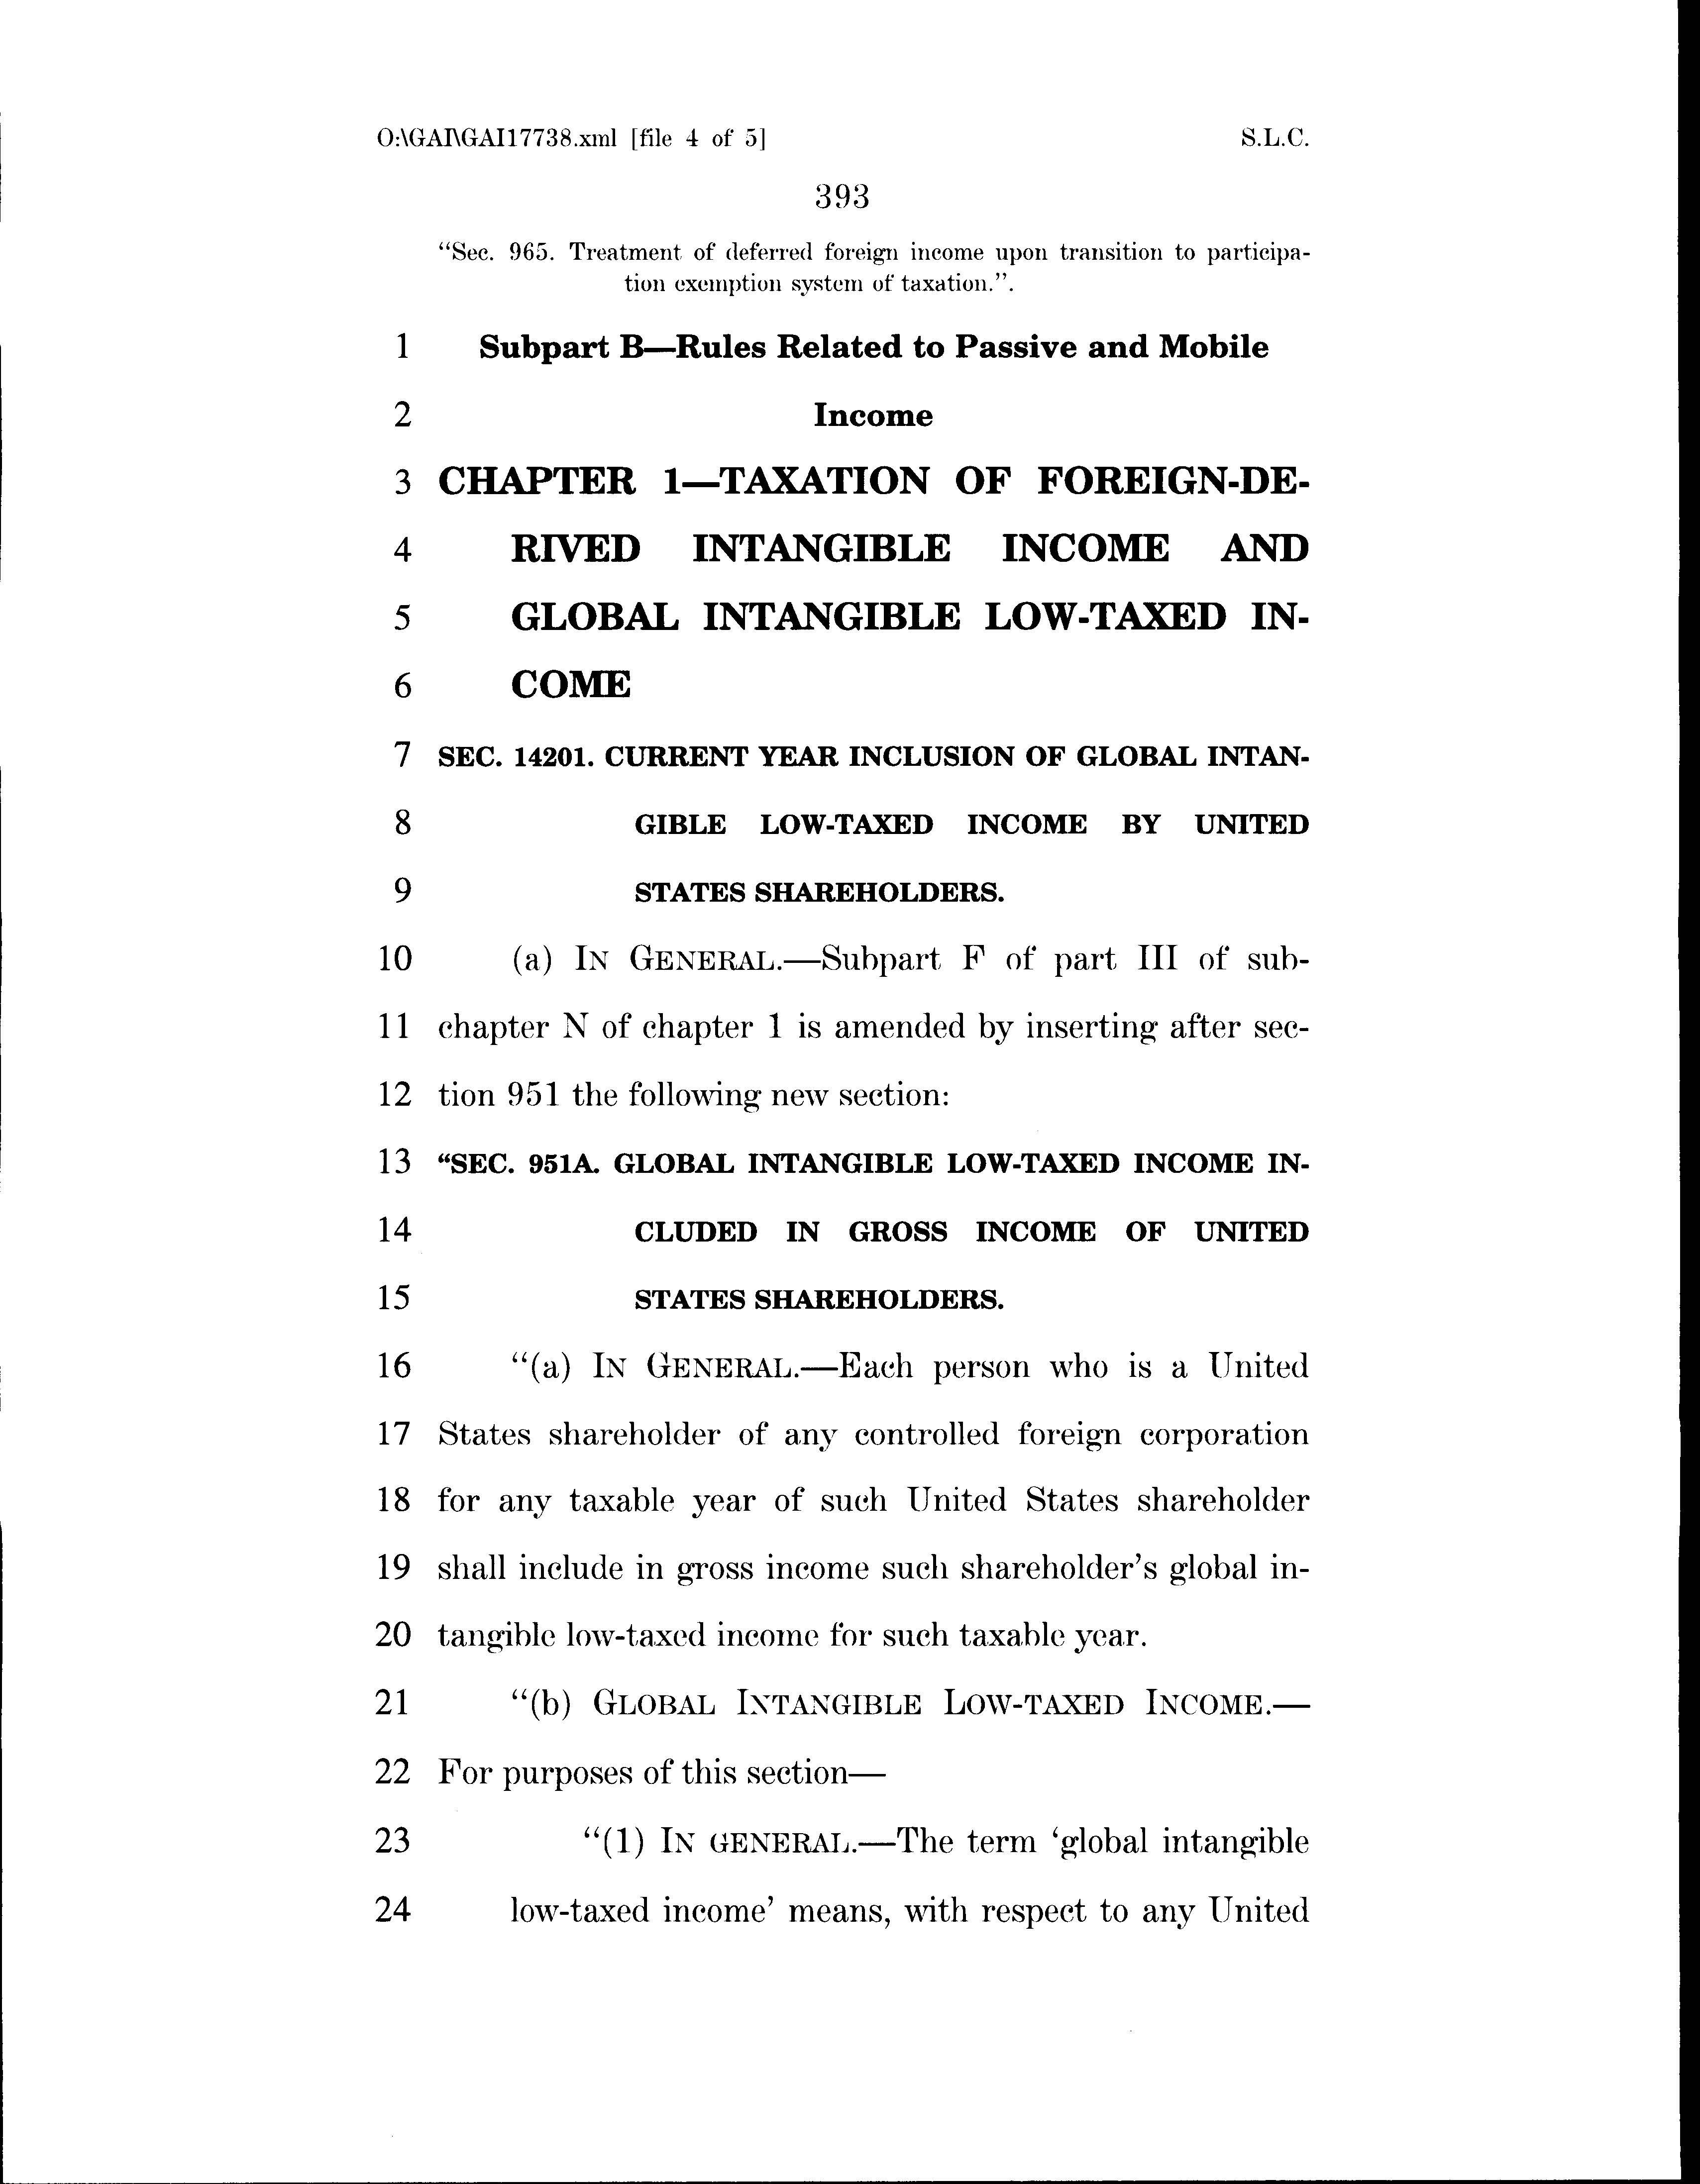 O:\GAI\GAI17738.xml [file 4 of 5] S.L.C.
393
“Sec. 965. Treatment of deferred foreign income upon transition to participa-
tion exemption system of taxation.”.
1 Subpart B—Rules Related to Passive and Mobile
2 Income
3 CHAPTER 1—TAXATION OF FOREIGN-DE-
4 RIVED INTANGIBLE INCOME AND
5 GLOBAL INTANGIBLE LOW-TAXED IN-
6 COME
7 SEC. 14201. CURRENT YEAR INCLUSION OF GLOBAL INTAN-
8 GIBLE LOW-TAXED INCOME BY UNITED
9 STATES SHAREHOLDERS.
10 (a) IN GENERAL.—Subpart F of part III of sub-
11 chapter N of chapter 1 is amended by inserting after sec-
12 tion 951 the following new section:
13 “SEC. 951A. GLOBAL INTANGIBLE LOW-TAXED INCOME IN-
14 CLUDED IN GROSS INCOME OF UNITED
15 STATES SHAREHOLDERS.
16 “(a) IN GENERAL.—Each person who is a United
17 States shareholder of any controlled foreign corporation
18 for any taxable year of such United States shareholder
19 shall include in gross income such shareholder’s global in-
20 tangible low-taxed income for such taxable year.
21 “(b) GLOBAL INTANGIBLE LOW-TAXED INCOME.—
22 For purposes of this section—
23 “(1) IN GENERAL.—The term ‘global intangible
24 low-taxed income’ means, with respect to any United